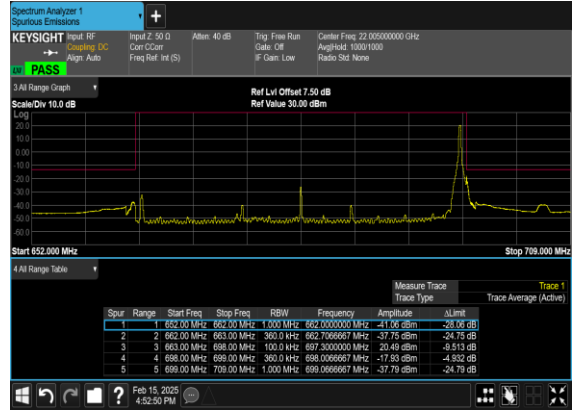 Spectrum Analyzer 1
Spurious Emissions
KEYSIGHT Input: RF Input Z: 50 Ω Atten: 40 dB Trig: Free Run Center Freq: 22.005000000 GHz
Coupling: DC Corr CCorr Gate: Off Avg|Hold: 1000/1000
Align: Auto Freq Ref: Int (S) IF Gain: Low Radio Std: None
PASS
3 All Range Graph Ref Lvl Offset 7.50 dB
Scale/Div 10.0 dB Ref Value 30.00 dBm
Log
20.0
10.0
0.00
-10.0
-20.0
-30.0
-40.0
-50.0
-60.0
Start 652.000 MHz Stop 709.000 MHz
4 All Range Table
Measure Trace Trace 1
Trace Type Trace Average (Active)
Spur Range Start Freq Stop Freq RBW Frequency Amplitude ΔLimit
1 1 652.00 MHz 662.00 MHz 1.000 MHz 662.0000000 MHz -41.06 dBm -28.06 dB
2 2 662.00 MHz 663.00 MHz 360.0 kHz 662.7066667 MHz -37.75 dBm -24.75 dB
3 3 663.00 MHz 698.00 MHz 100.0 kHz 697.3000000 MHz 20.49 dBm -9.513 dB
4 4 698.00 MHz 699.00 MHz 360.0 kHz 698.0066667 MHz -17.93 dBm -4.932 dB
5 5 699.00 MHz 709.00 MHz 1.000 MHz 699.0666667 MHz -37.79 dBm -24.79 dB
Feb 15, 2025
4:52:50 PM